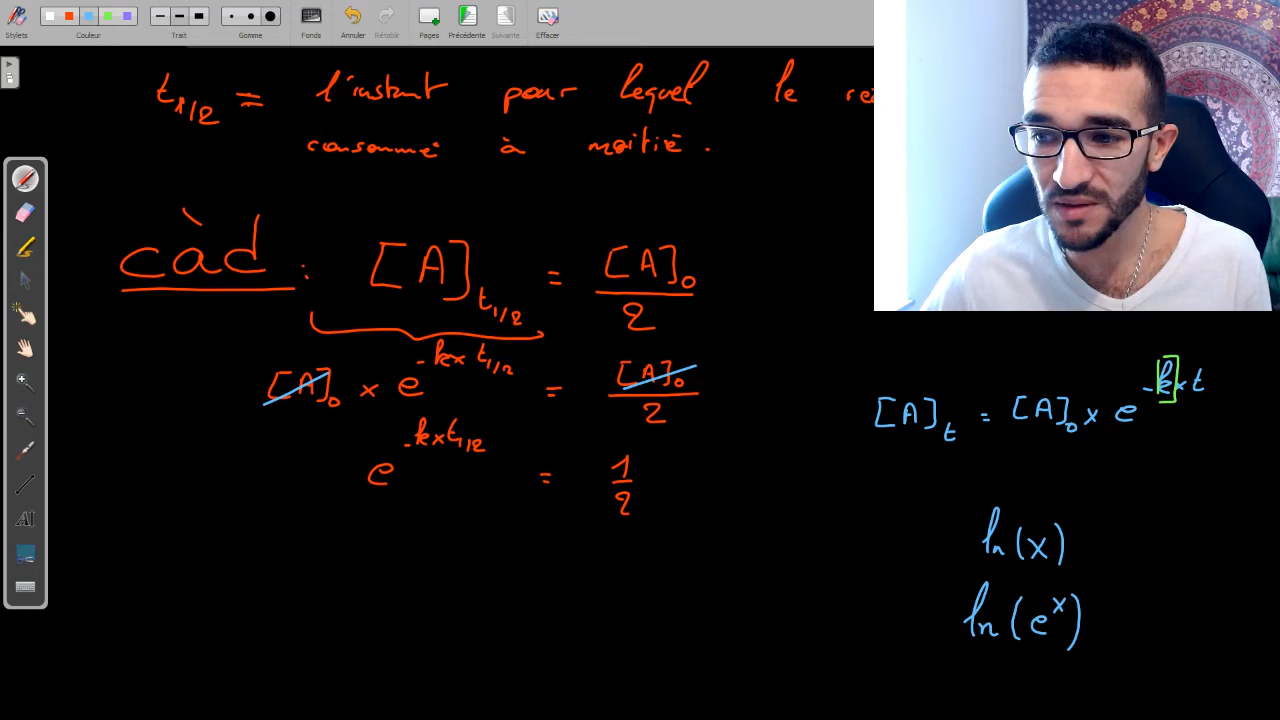 Stylets Couleur Trait Gomme Fonds Annuler Rétablir Pages Précédente Suivante Effacer
t1/2 = l'instant pour lequel le
consommé à moitié.
càd : [A]t1/2 = [A]0/2
[A]0 × e^-k×t1/2 = [A]0/2
e^-k×t1/2 = 1/2
[A]t = [A]0 × e^-k×t
ln(x)
ln(e^x)